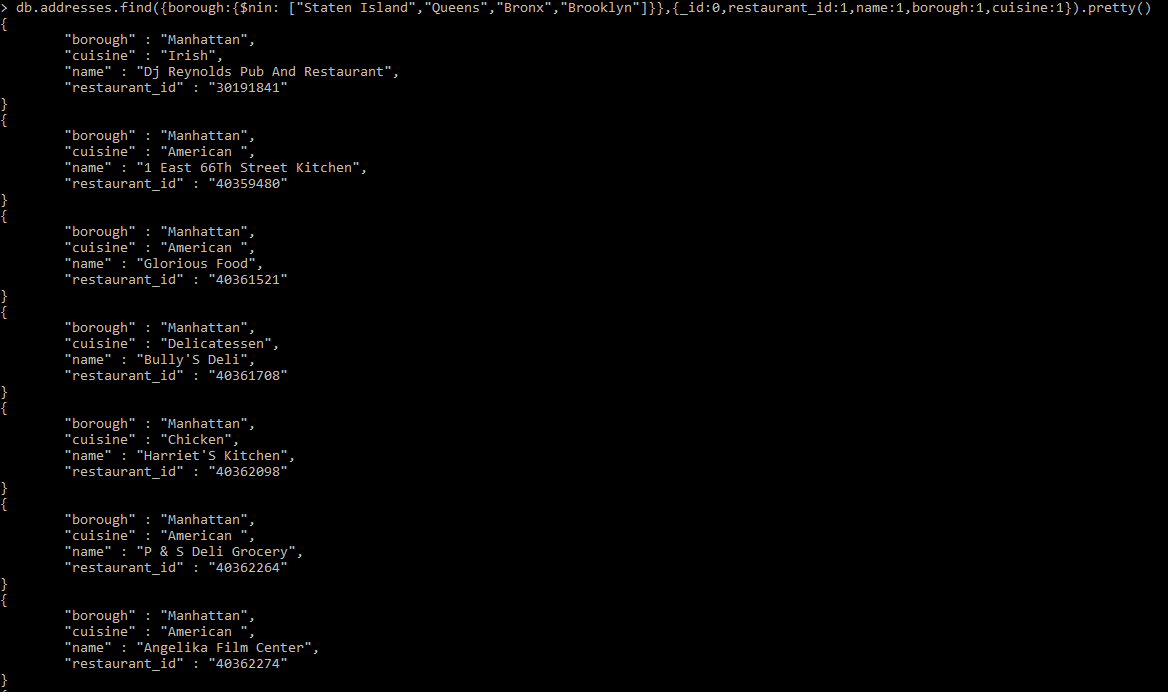 > db.addresses.find({borough:{$nin: ["Staten Island","Queens","Bronx","Brooklyn"]}},{_id:0,restaurant_id:1,name:1,borough:1,cuisine:1}).pretty()
{
"borough" : "Manhattan",
"cuisine" : "Irish",
"name" : "Dj Reynolds Pub And Restaurant",
"restaurant_id" : "30191841"
}
{
"borough" : "Manhattan",
"cuisine" : "American ",
"name" : "1 East 66Th Street Kitchen",
"restaurant_id" : "40359480"
}
{
"borough" : "Manhattan",
"cuisine" : "American ",
"name" : "Glorious Food",
"restaurant_id" : "40361521"
}
{
"borough" : "Manhattan",
"cuisine" : "Delicatessen",
"name" : "Bully'S Deli",
"restaurant_id" : "40361708"
}
{
"borough" : "Manhattan",
"cuisine" : "Chicken",
"name" : "Harriet'S Kitchen",
"restaurant_id" : "40362098"
}
{
"borough" : "Manhattan",
"cuisine" : "American ",
"name" : "P & S Deli Grocery",
"restaurant_id" : "40362264"
}
{
"borough" : "Manhattan",
"cuisine" : "American ",
"name" : "Angelika Film Center",
"restaurant_id" : "40362274"
}